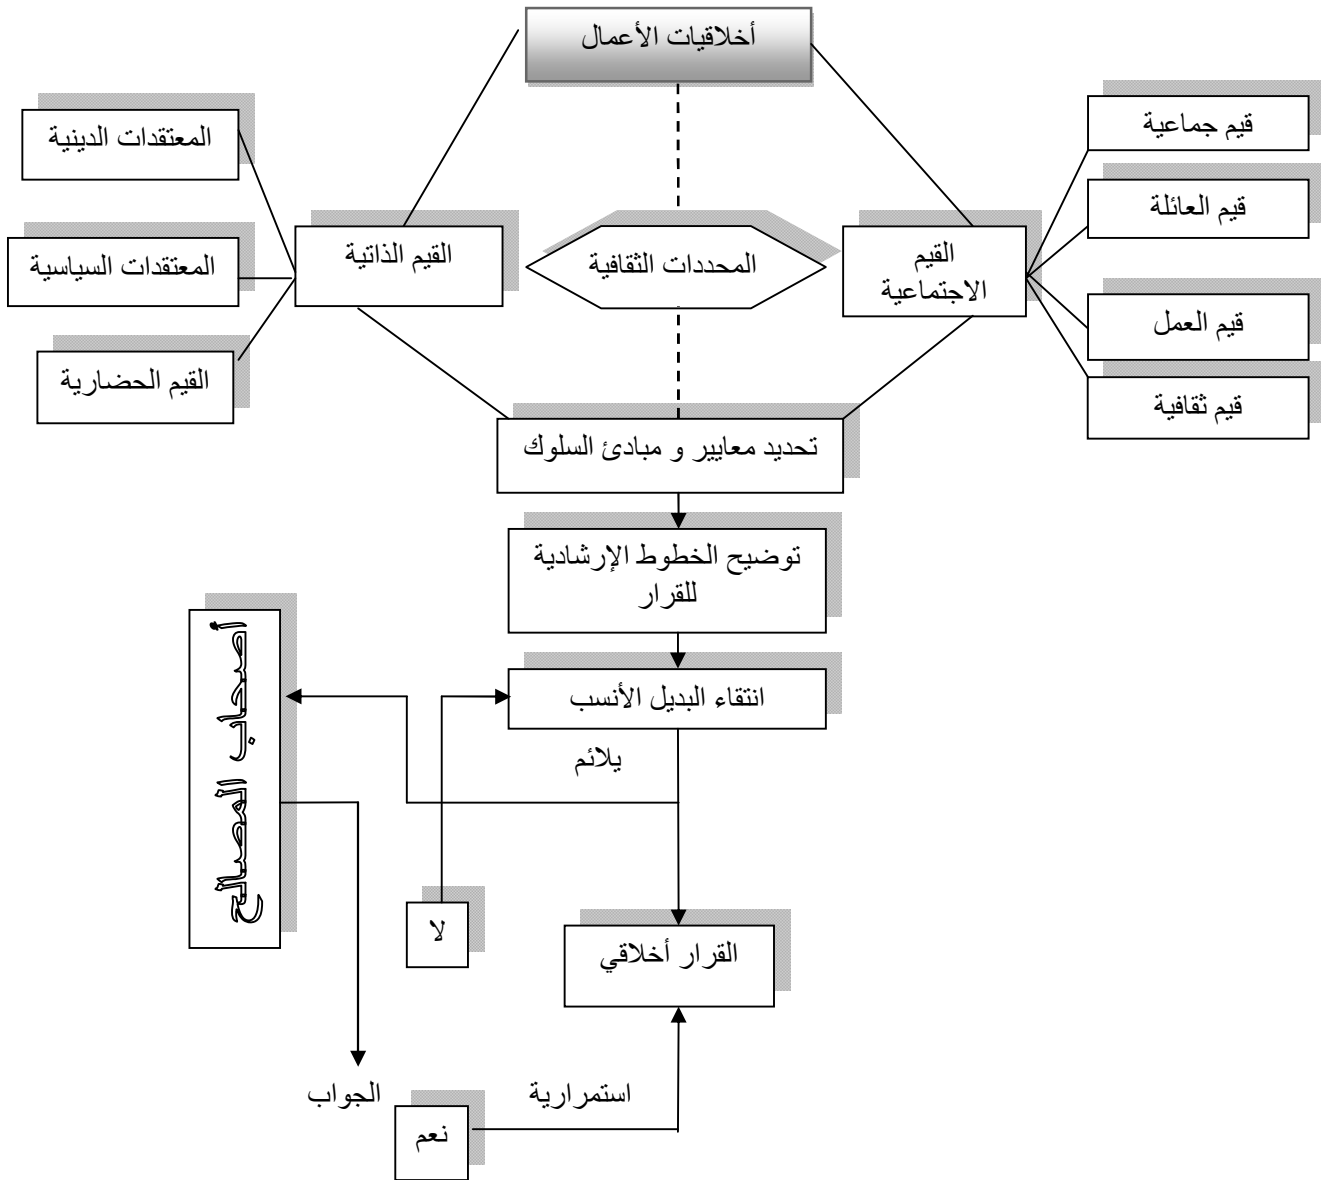 أخلاقيات الأعمال
قيم جماعية
المعتقدات الدينية
قيم العائلة
القيم
الاجتماعية
المحددات الثقافية
القيم الذاتية
المعتقدات السياسية
قيم العمل
القيم الحضارية
قيم ثقافية
تحديد معايير و مبادئ السلوك
توضيح الخطوط الإرشادية
للقرار
انتقاء البديل الأنسب
أصحاب المصالح
يلائم
لا
القرار أخلاقي
استمرارية
الجواب
نعم